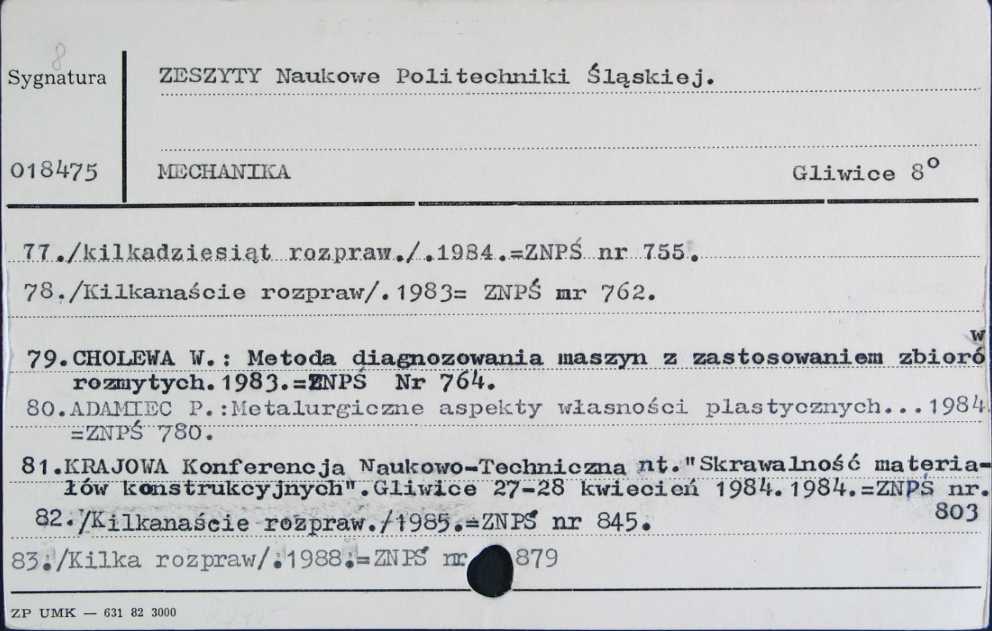 8
Sygnatura ZESZYTY Naukowe Politechniki Śląskiej.
018475 MECHANIKA Gliwice 8°
77./kilkadziesiąt rozpraw./.1984.=ZNPŚ nr 755.
78./Kilkanaście rozpraw/.1983= ZNPŚ nr 762.
w
79.CHOLEWA W.: Metoda diagnozowania maszyn z zastosowaniem zbioró
rozmytych.1983.=ZNPŚ Nr 764.
80.ADAMIEC P.:Metalurgiczne aspekty własności plastycznych...1984
=ZNPŚ 780.
81.KRAJOWA Konferencja Naukowo-Techniczna nt."Skrawalność materia-
łów konstrukcyjnych".Gliwice 27-28 kwiecień 1984.1984.=ZNPŚ nr.
803
82./Kilkanaście rozpraw./1985.=ZNPŚ nr 845.
83./Kilka rozpraw/.1988.=ZNPŚ nr 879
ZP UMK — 631 82 3000